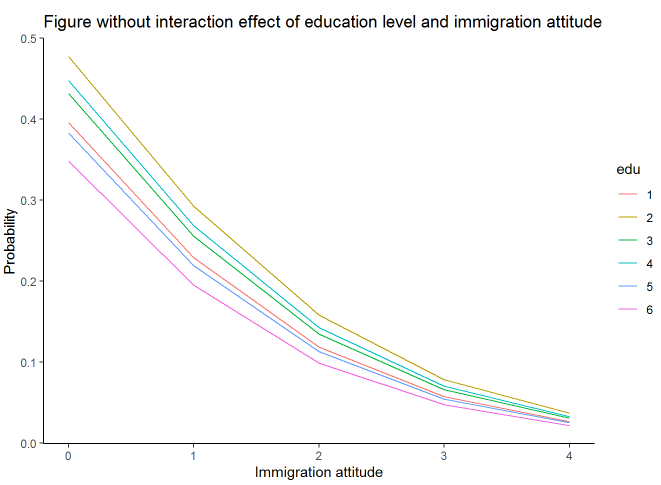 Figure without interaction effect of education level and immigration attitude
0.5
0.4
0.3
0.2
0.1
0.0
Probability
0 1 2 3 4
Immigration attitude
edu
1
2
3
4
5
6